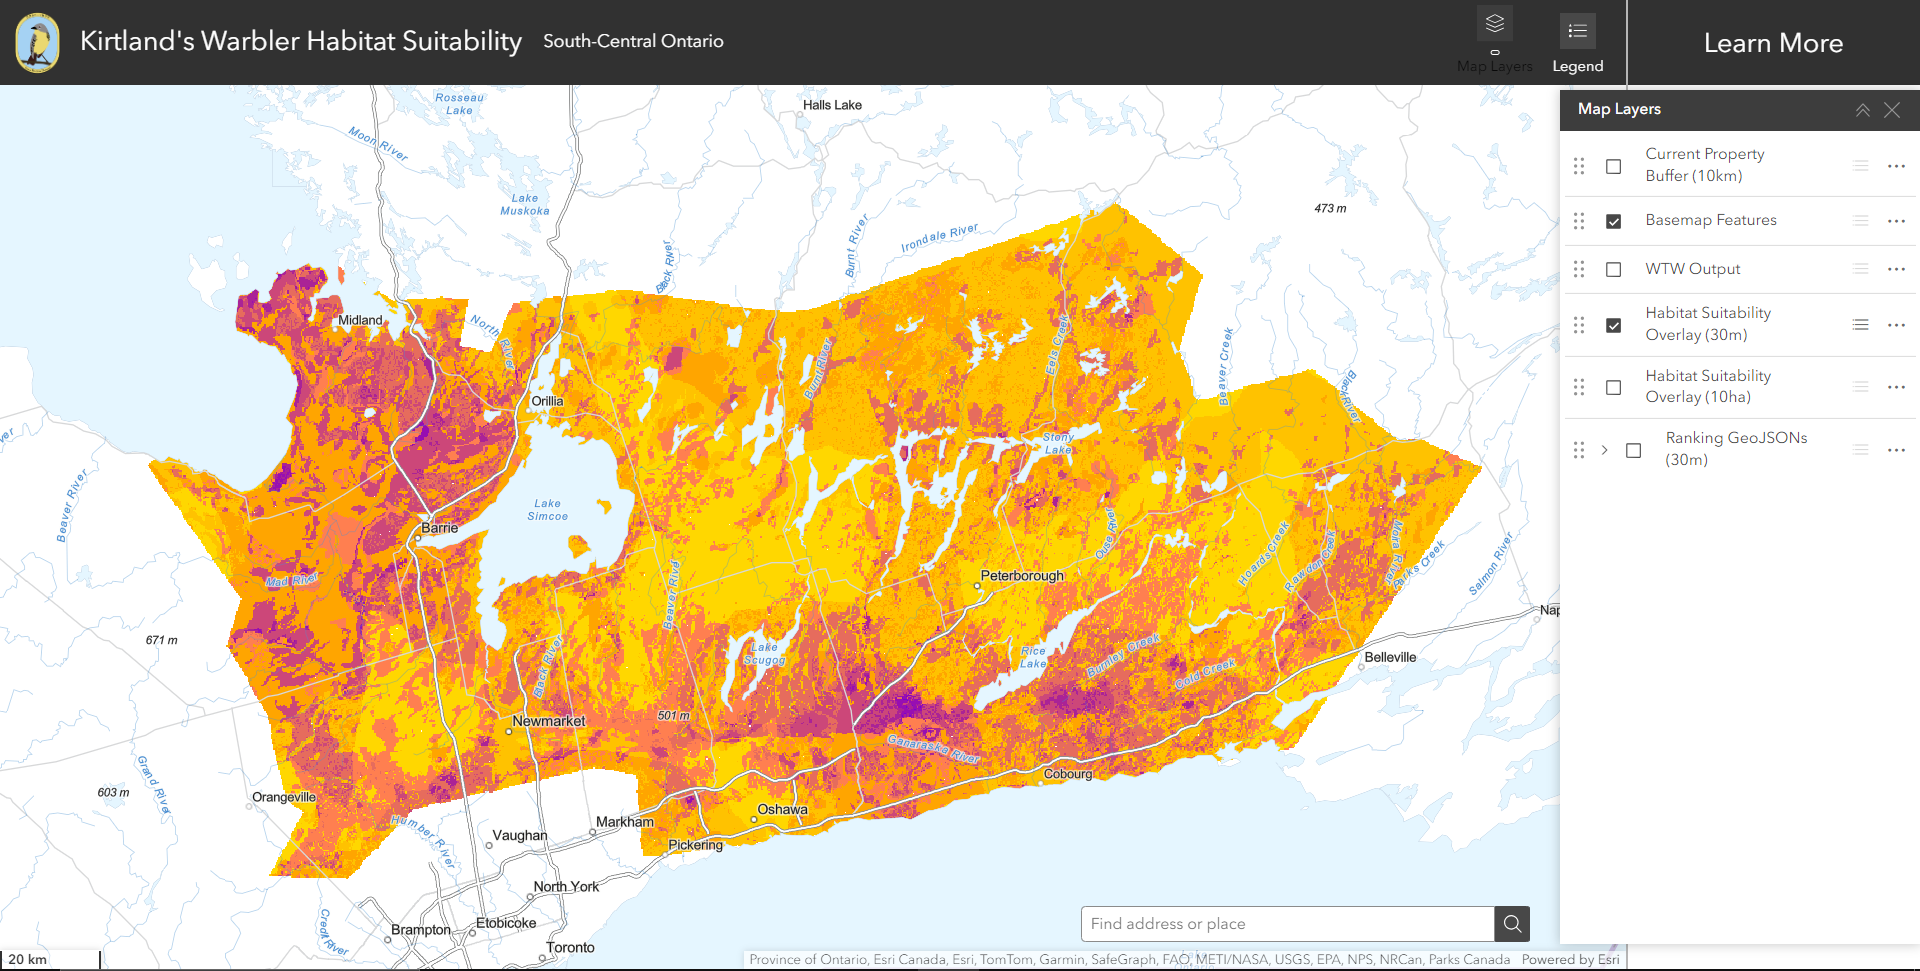 Kirtland's Warbler Habitat Suitability
South-Central Ontario
Map Layers
Legend
Learn More
Map Layers
Current Property
Buffer (10km)
Basemap Features
WTW Output
Habitat Suitability
Overlay (30m)
Habitat Suitability
Overlay (10ha)
Ranking GeoJSONs
(30m)
Rosseau
Lake
Halls Lake
Moon River
Lake
Muskoka
473 m
Black River
Burnt River
Irondale River
Midland
North River
Burnt River
Eels Creek
Beaver Creek
Black River
Orillia
Stony
Lake
Lake
Simcoe
Barrie
Beaver River
Mad River
Beaver River
Peterborough
Ouse River
Hoards Creek
Rawdon Creek
Moira River
Parks Creek
Salmon River
Nap
671 m
Black River
Lake
Scugog
Rice
Lake
Burnley Creek
Cold Creek
Belleville
Newmarket
501 m
Ganaraska River
Cobourg
603 m
Grand River
Orangeville
Humber River
Vaughan
Markham
Oshawa
Pickering
North York
Credit River
Brampton
Etobicoke
Toronto
Find address or place
20 km
Province of Ontario, Esri Canada, Esri, TomTom, Garmin, SafeGraph, FAO, METI/NASA, USGS, EPA, NPS, NRCan, Parks Canada
Powered by Esri